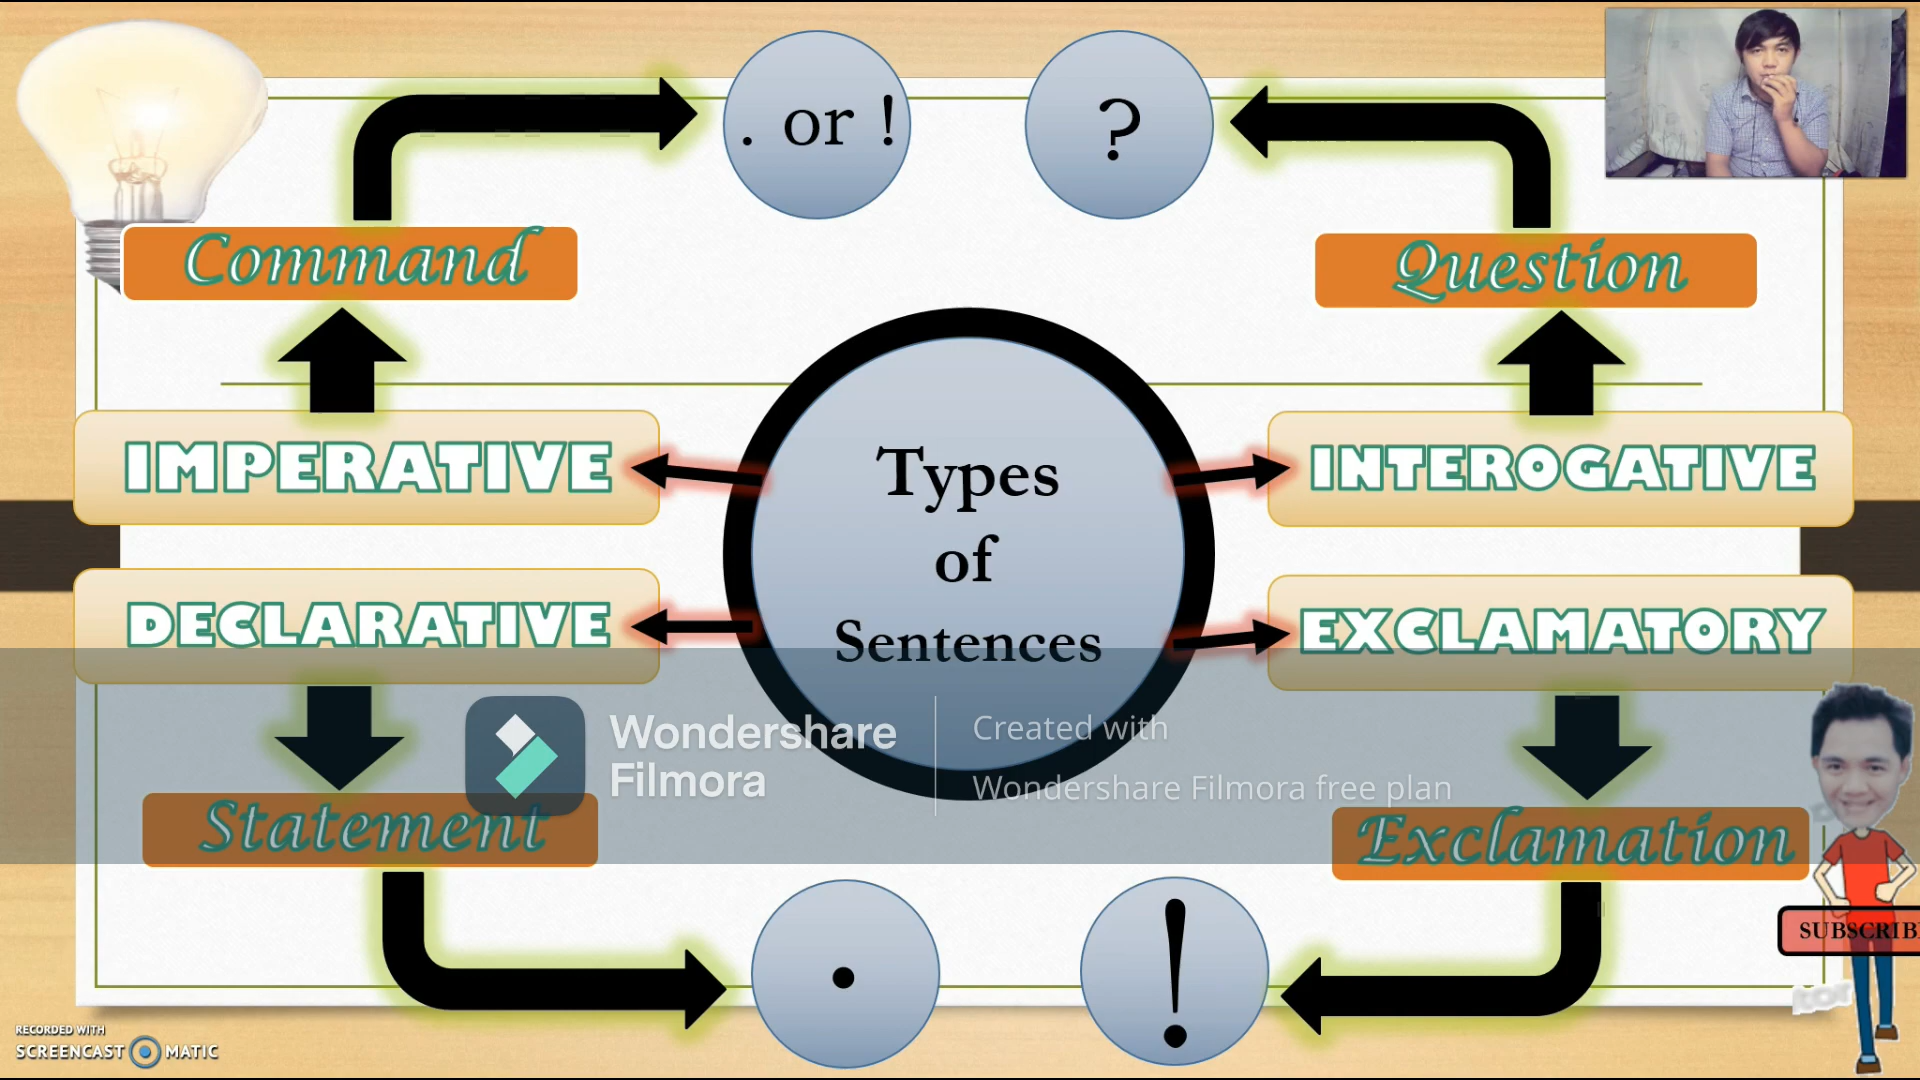 . or !
?
Command
Question
IMPERATIVE
INTEROGATIVE
Types
of
Sentences
DECLARATIVE
EXCLAMATORY
Wondershare
Filmora
Created with
Wondershare Filmora free plan
Statement
Exclamation
SUBSCRIB
.
!
tor
RECORDED WITH
SCREENCAST MATIC